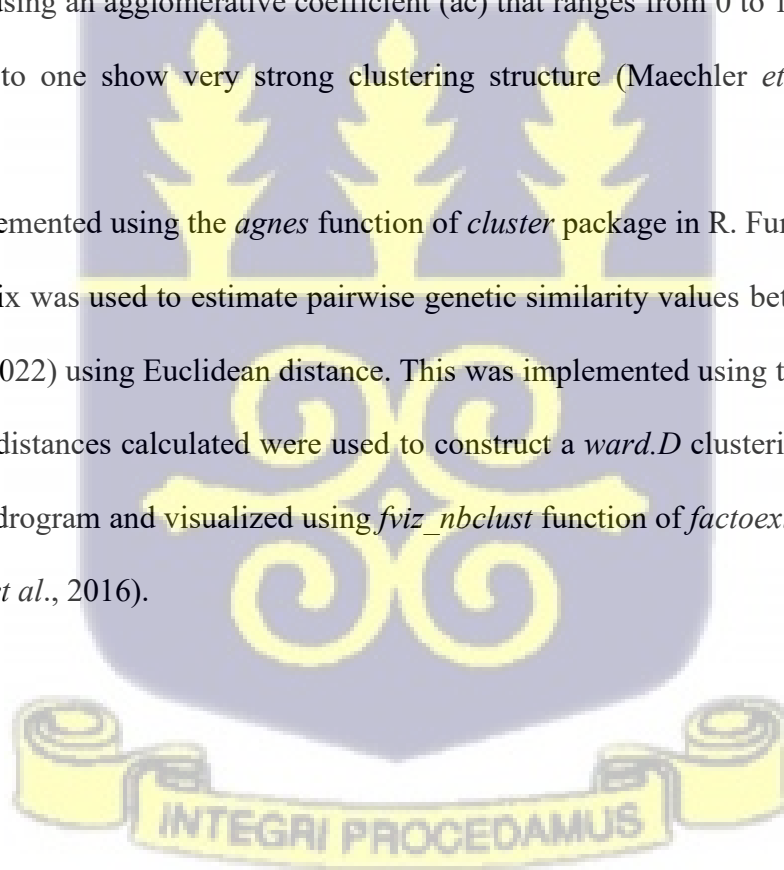 using an agglomerative coefficient (ac) that ranges from 0 to 1
to one show very strong clustering structure (Maechler et
emented using the agnes function of cluster package in R. Fur
ix was used to estimate pairwise genetic similarity values bet
022) using Euclidean distance. This was implemented using t
distances calculated were used to construct a ward.D clusteri
drogram and visualized using fviz_nbclust function of factoex
t al., 2016).
INTEGRI PROCEDAMUS